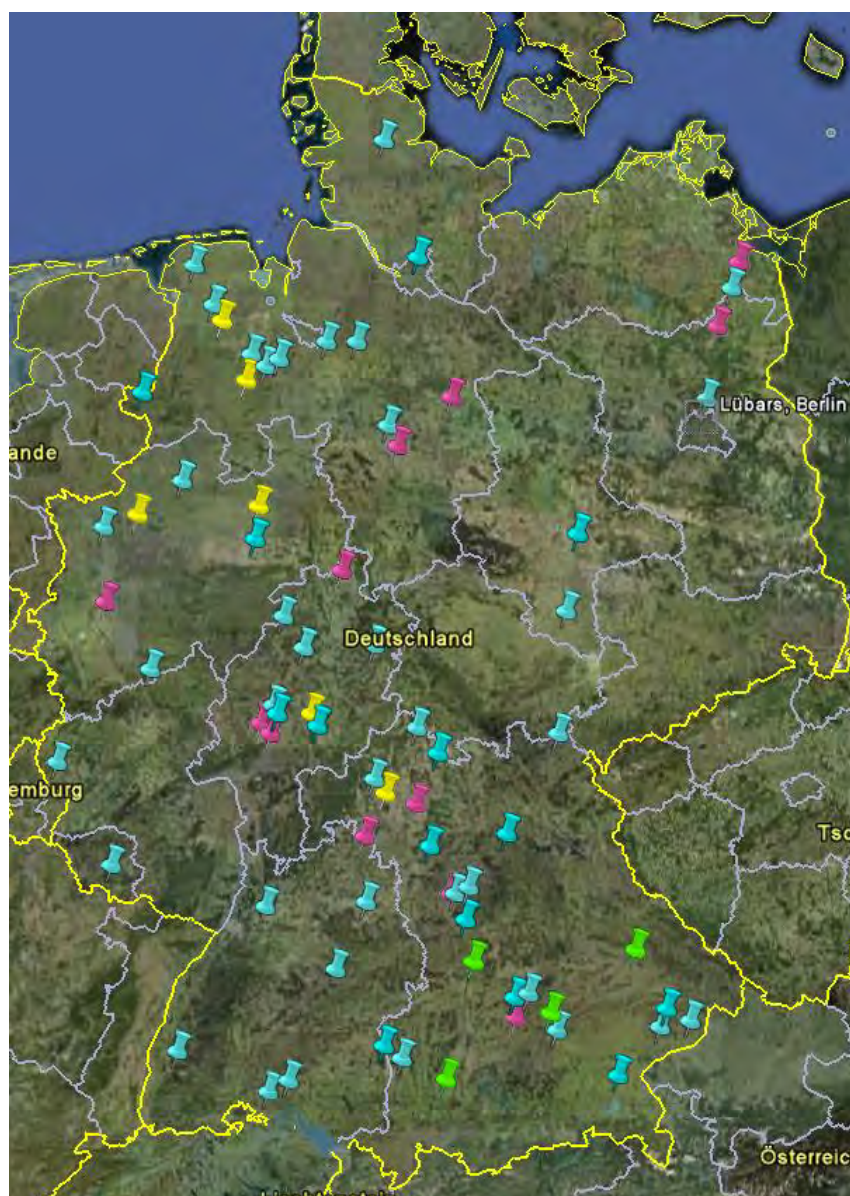 Lübars, Berlin
ande
Deutschland
emburg
Tsc
Österreic